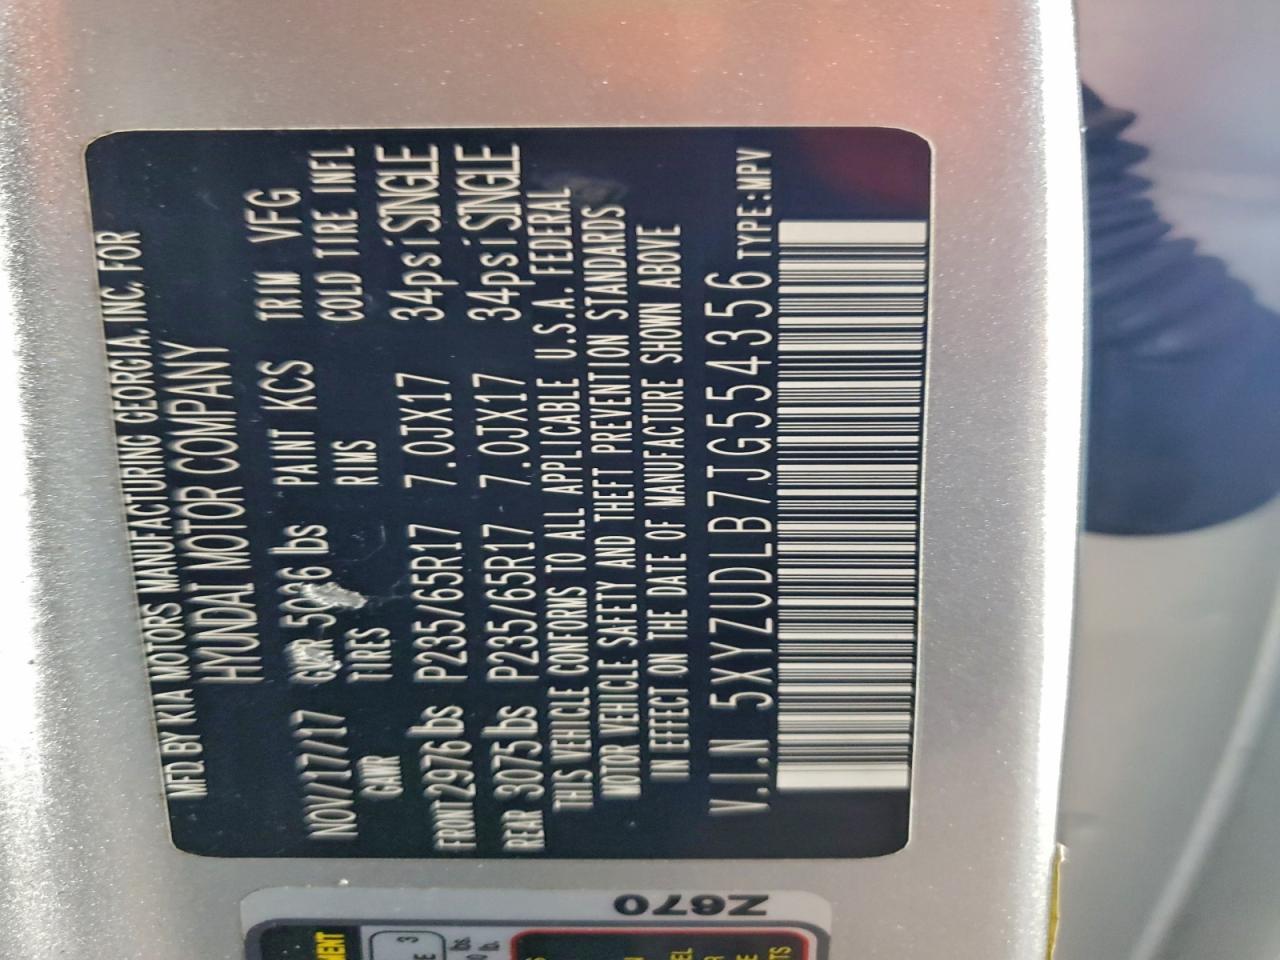 MFD. BY KIA MOTORS MANUFACTURING GEORGIA, INC. FOR
HYUNDAI MOTOR COMPANY
NOV/17/17 GVWR lbs PAINT KCS TRIM VFG
GAWR TIRES RIMS COLD TIRE INFL
FRONT 2976 lbs P235/65R17 7.0JX17 34psi SINGLE
REAR 3075 lbs P235/65R17 7.0JX17 34psi SINGLE
THIS VEHICLE CONFORMS TO ALL APPLICABLE U.S.A. FEDERAL
MOTOR VEHICLE SAFETY AND THEFT PREVENTION STANDARDS
IN EFFECT ON THE DATE OF MANUFACTURE SHOWN ABOVE
V.I.N 5XYZUDLB7JG554356 TYPE:MPV
Z670